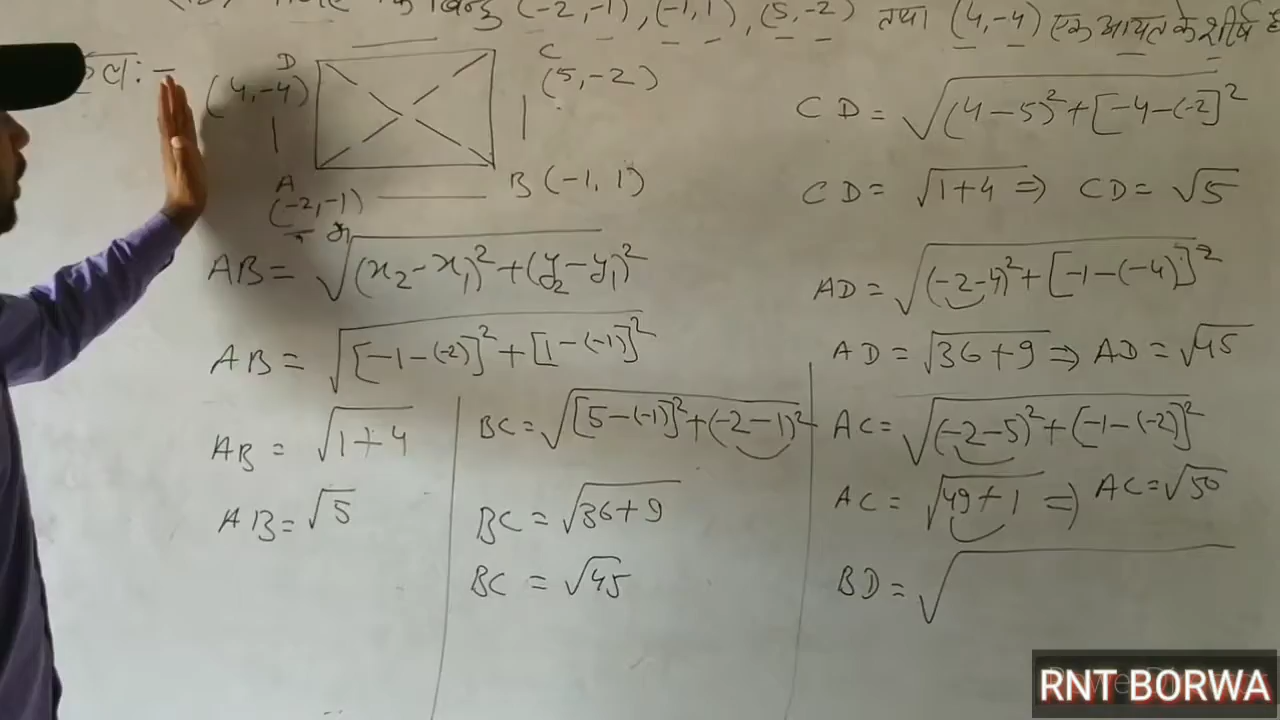 कि बिन्दु (-2,-1),(-1,1),(5,-2) तथा (4,-4) एक आयत के शीर्ष है
हल:-
D
(4,-4)
C
(5,-2)
A
(-2,-1)
B (-1,1)
AB = √(x₂-x₁)²+(y₂-y₁)²
AB = √[-1-(-2)]²+[1-(-1)]²
AB = √1+4
AB = √5
BC = √[5-(-1)]²+(-2-1)²
BC = √36+9
BC = √45
CD = √(4-5)²+[-4-(-2]²
CD = √1+4 ⇒ CD = √5
AD = √(-2-4)²+[-1-(-4)]²
AD = √36+9 ⇒ AD = √45
AC = √(-2-5)²+[-1-(-2)]²
AC = √49+1 ⇒ AC = √50
BD = √
RNT BORWA